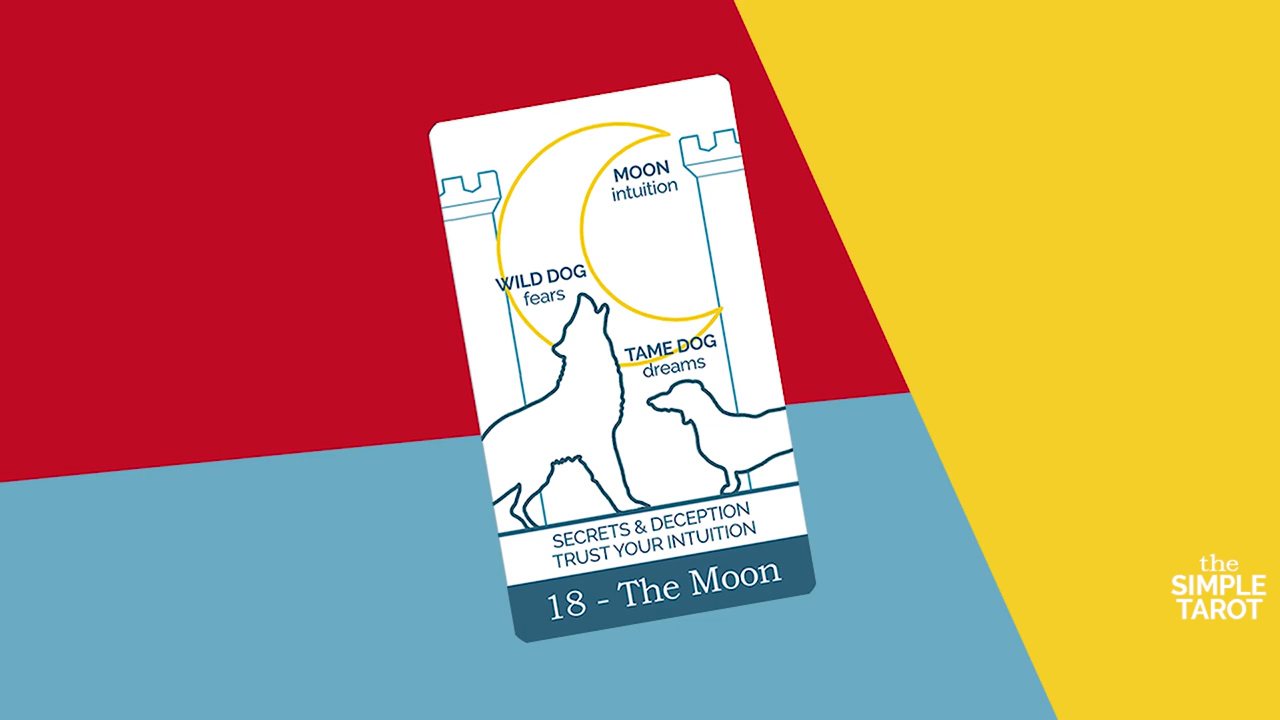 MOON
intuition
WILD DOG
fears
TAME DOG
dreams
SECRETS & DECEPTION
TRUST YOUR INTUITION
18 - The Moon
the
SIMPLE
TAROT